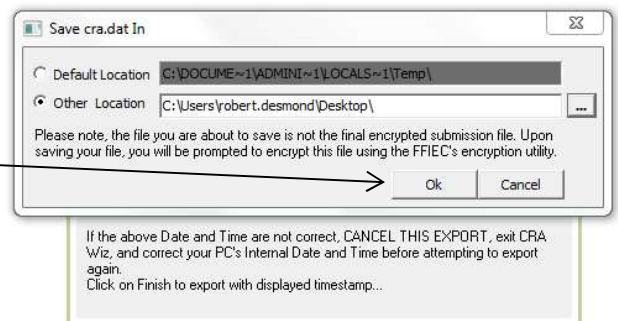 Save cra.dat In
Default Location C:\DOCUME~1\ADMINI~1\LOCALS~1\Temp\
Other Location C:\Users\robert.desmond\Desktop\ ...
Please note, the file you are about to save is not the final encrypted submission file. Upon
saving your file, you will be prompted to encrypt this file using the FFIEC's encryption utility.
Ok Cancel
If the above Date and Time are not correct, CANCEL THIS EXPORT, exit CRA
Wiz, and correct your PC's Internal Date and Time before attempting to export
again.
Click on Finish to export with displayed timestamp...